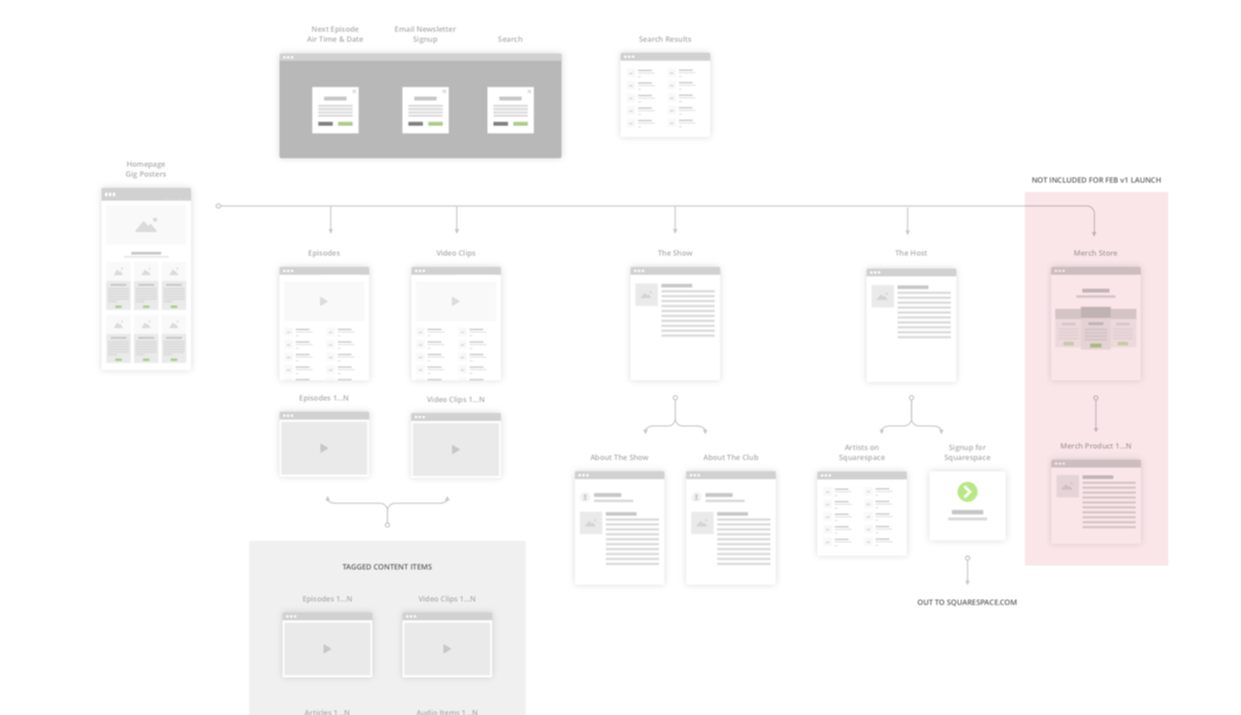 Next Episode
Air Time & Date
Email Newsletter
Signup
Search
Search Results
Homepage
Gig Posters
NOT INCLUDED FOR FEB v1 LAUNCH
Episodes
Video Clips
The Show
The Host
Merch Store
Episodes 1...N
Video Clips 1...N
About The Show
About The Club
Artists on
Squarespace
Signup for
Squarespace
Merch Product 1...N
TAGGED CONTENT ITEMS
Episodes 1...N
Video Clips 1...N
OUT TO SQUARESPACE.COM
Articles 1...N
Audio Items 1...N